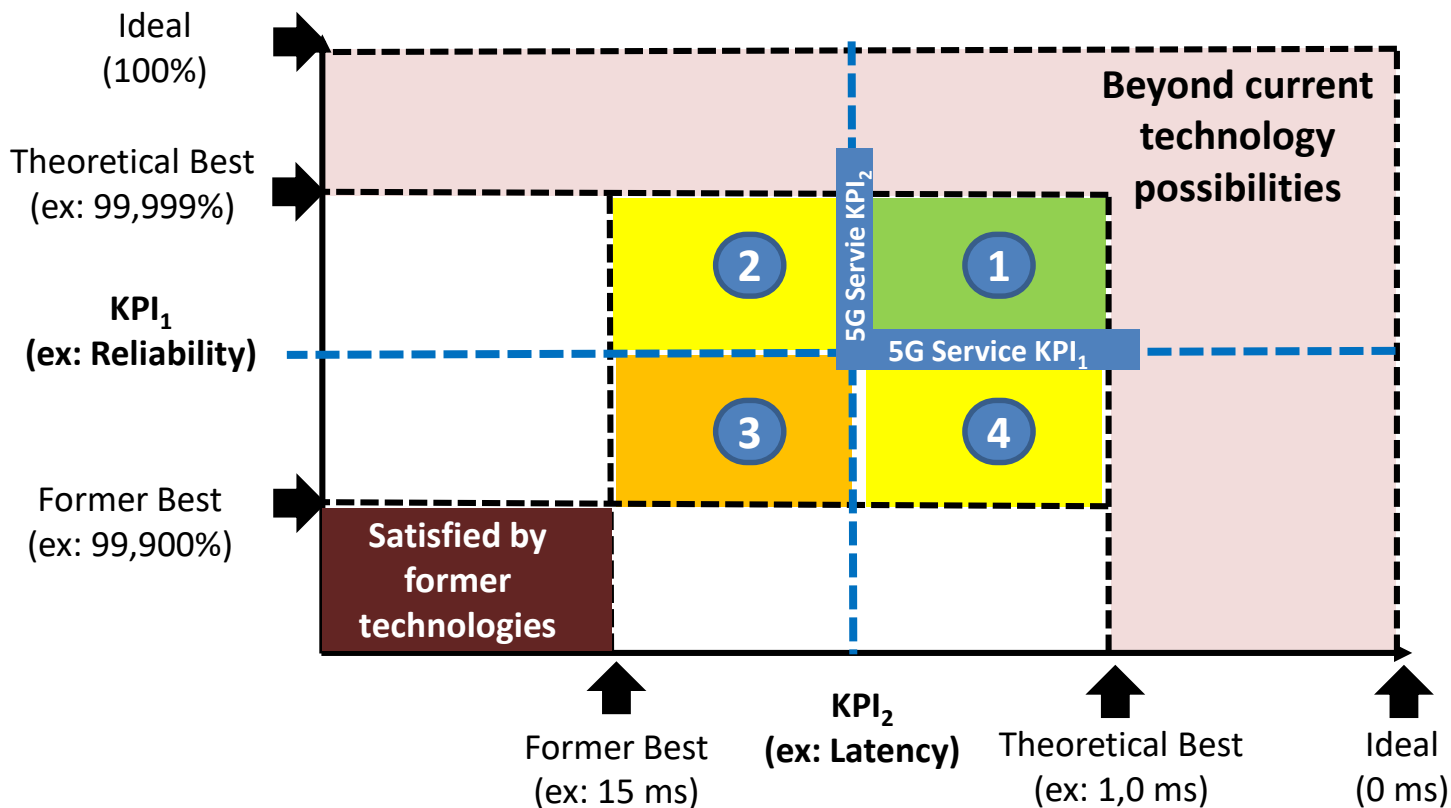 Ideal
(100%)
Theoretical Best
(ex: 99,999%)
KPI₁
(ex: Reliability)
Former Best
(ex: 99,900%)
Beyond current
technology
possibilities
2
1
5G Servie KPI₂
5G Service KPI₁
3
4
Satisfied by
former
technologies
Former Best
(ex: 15 ms)
KPI₂
(ex: Latency)
Theoretical Best
(ex: 1,0 ms)
Ideal
(0 ms)